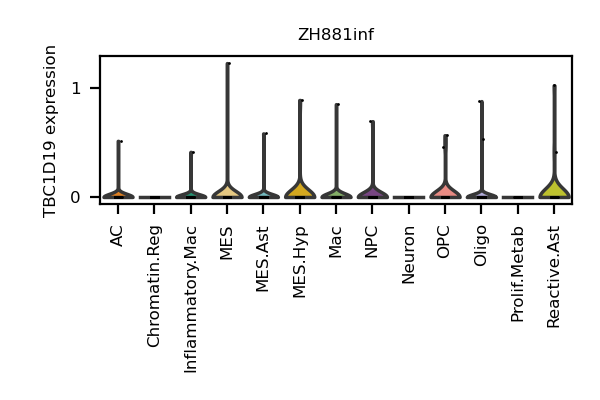 ZH881inf
TBC1D19 expression
1
0
AC
Chromatin.Reg
Inflammatory.Mac
MES
MES.Ast
MES.Hyp
Mac
NPC
Neuron
OPC
Oligo
Prolif.Metab
Reactive.Ast